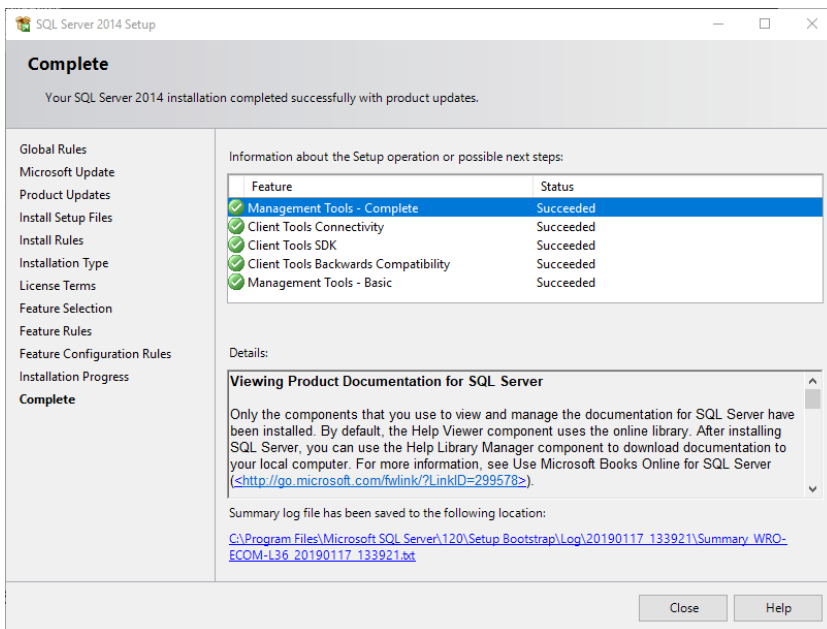 SQL Server 2014 Setup
Complete
Your SQL Server 2014 installation completed successfully with product updates.
Global Rules
Microsoft Update
Product Updates
Install Setup Files
Install Rules
Installation Type
License Terms
Feature Selection
Feature Rules
Feature Configuration Rules
Installation Progress
Complete
Information about the Setup operation or possible next steps:
Feature Status
Management Tools - Complete Succeeded
Client Tools Connectivity Succeeded
Client Tools SDK Succeeded
Client Tools Backwards Compatibility Succeeded
Management Tools - Basic Succeeded
Details:
Viewing Product Documentation for SQL Server
Only the components that you use to view and manage the documentation for SQL Server have
been installed. By default, the Help Viewer component uses the online library. After installing
SQL Server, you can use the Help Library Manager component to download documentation to
your local computer. For more information, see Use Microsoft Books Online for SQL Server
(<http://go.microsoft.com/fwlink/?LinkID=299578>).
Summary log file has been saved to the following location:
C:\Program Files\Microsoft SQL Server\120\Setup Bootstrap\Log\20190117_133921\Summary_WRO-
ECOM-L36_20190117_133921.txt
Close Help